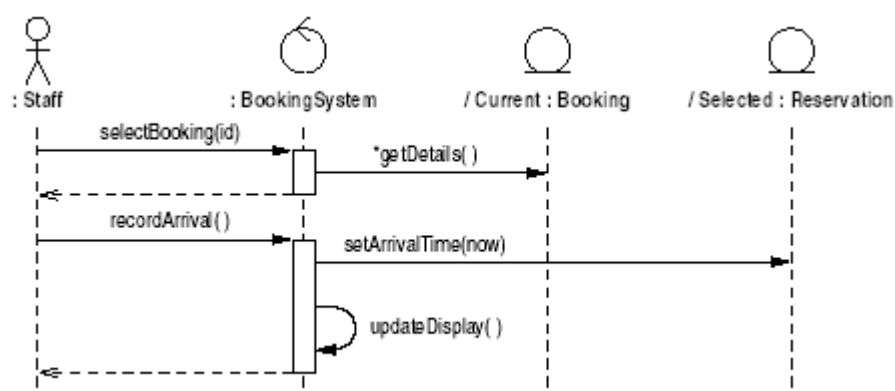 : Staff
: BookingSystem
/ Current : Booking
/ Selected : Reservation
selectBooking(id)
*getDetails( )
recordArrival( )
setArrivalTime(now)
updateDisplay( )